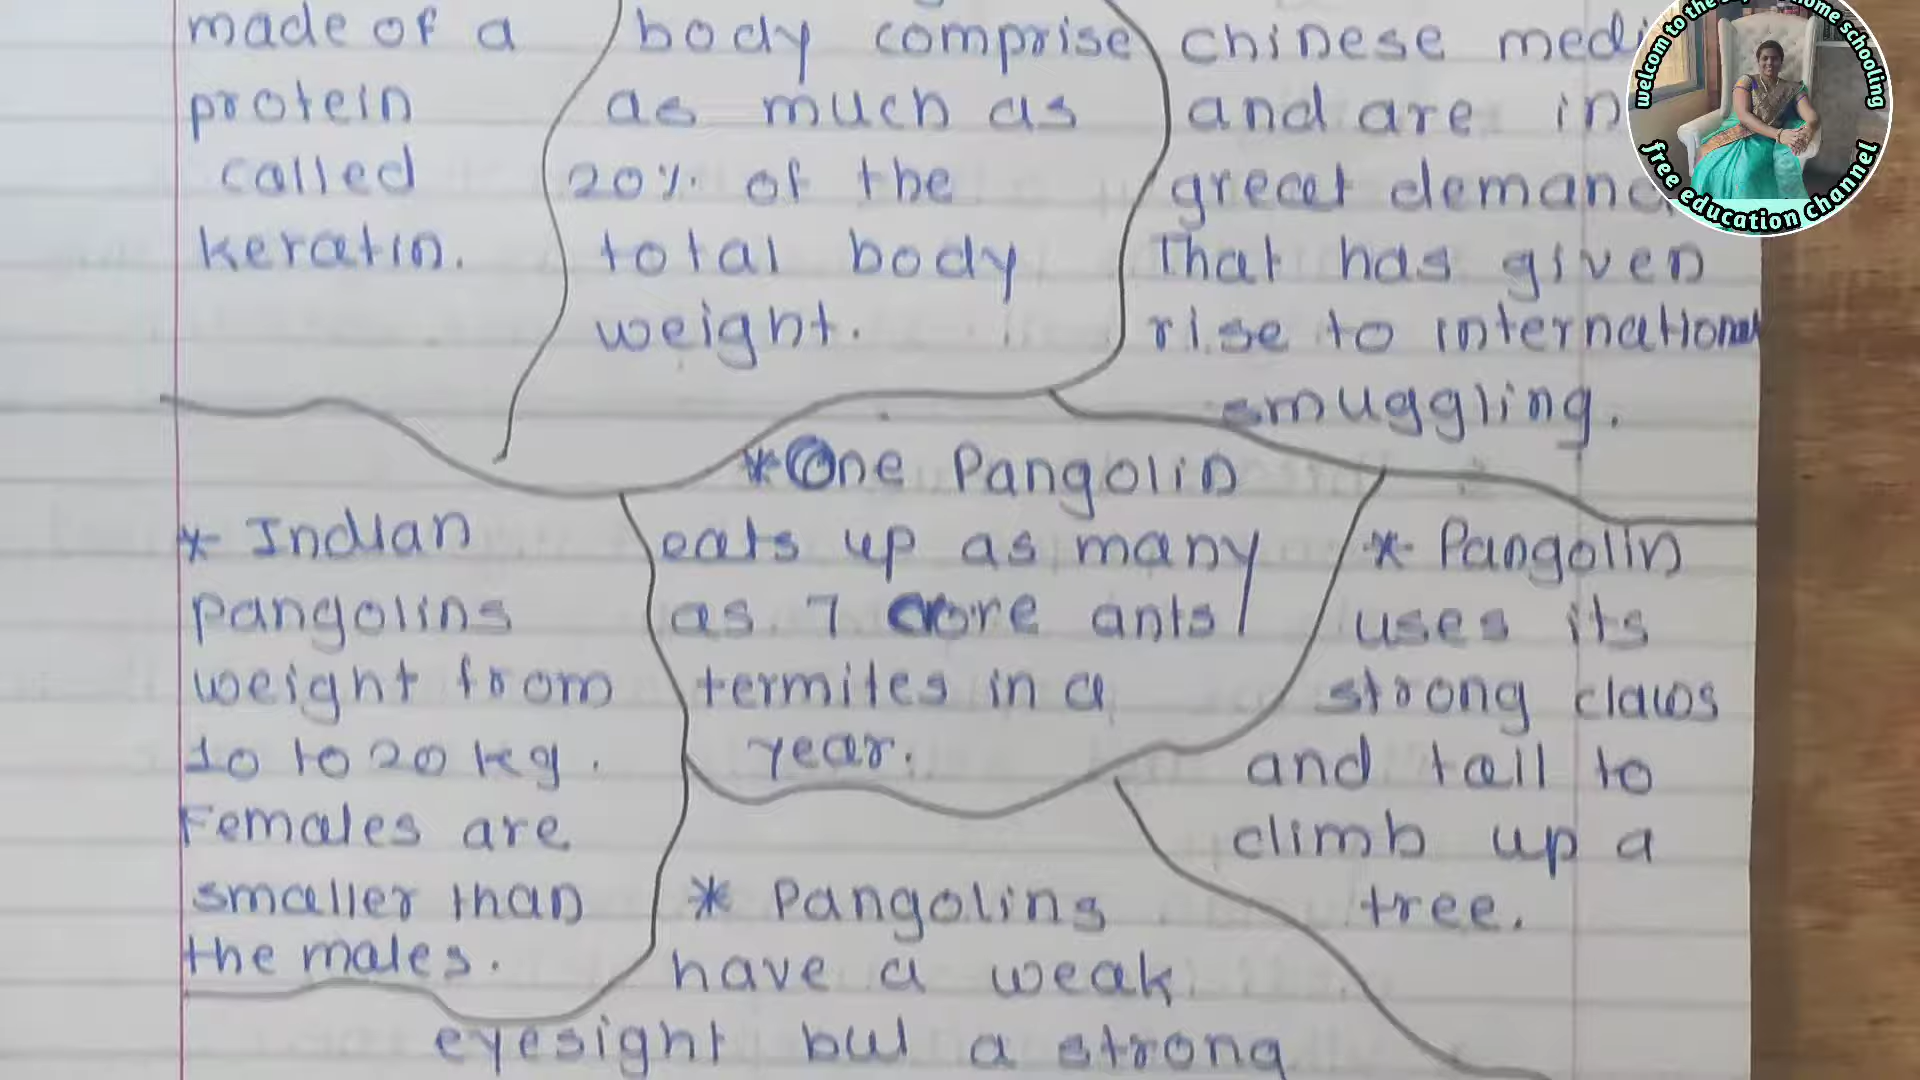 made of a
protein
called
keratin.
body comprise
as much as
20% of the
total body
weight.
chinese medi
and are in
great demand
That has given
rise to international
smuggling.
* Indian
pangolins
weight from
10 to 20 kg.
Females are
smaller than
the males.
*One Pangolin
eats up as many
as 7 crore ants/
termites in a
year.
* Pangolin
uses its
strong claws
and tail to
climb up a
tree.
* Pangolins
have a weak
eyesight but a strong
welcom to the home schooling
free education channel